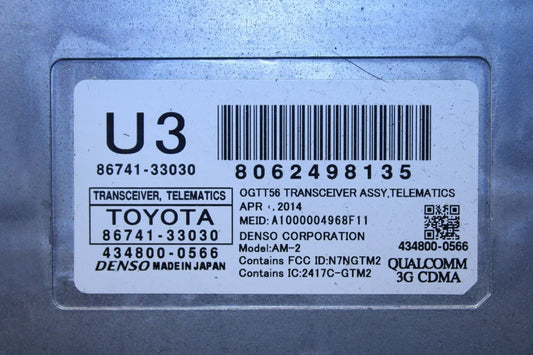 U3
86741-33030
8062498135
TRANSCEIVER, TELEMATICS
TOYOTA
86741-33030
434800-0566
DENSO MADE IN JAPAN
OGTT56 TRANSCEIVER ASSY,TELEMATICS
APR , 2014
MEID: A1000004968F11
DENSO CORPORATION
Model:AM-2
Contains FCC ID:N7NGTM2
Contains IC:2417C-GTM2
434800-0566
QUALCOMM
3G CDMA